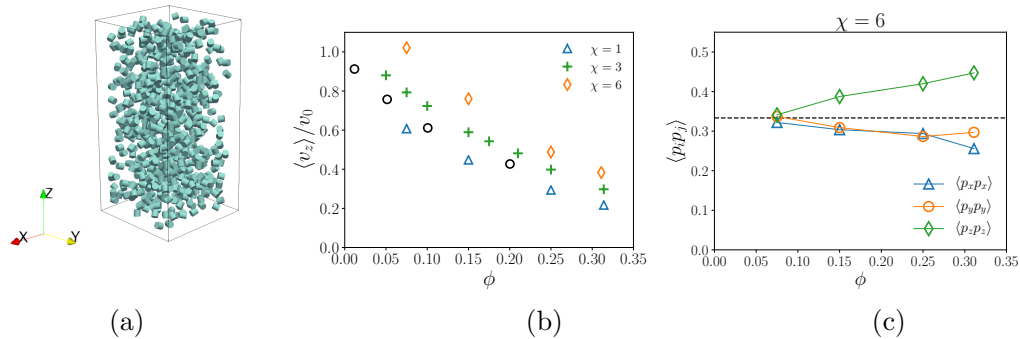 Z
X
Y
(a)
⟨v_z⟩/v_0
1.0
0.8
0.6
0.4
0.2
0.0
0.00 0.05 0.10 0.15 0.20 0.25 0.30 0.35
ϕ
χ = 1
χ = 3
χ = 6
(b)
χ = 6
⟨p_i p_j⟩
0.5
0.4
0.3
0.2
0.1
0.0
0.00 0.05 0.10 0.15 0.20 0.25 0.30 0.35
ϕ
⟨p_x p_x⟩
⟨p_y p_y⟩
⟨p_z p_z⟩
(c)